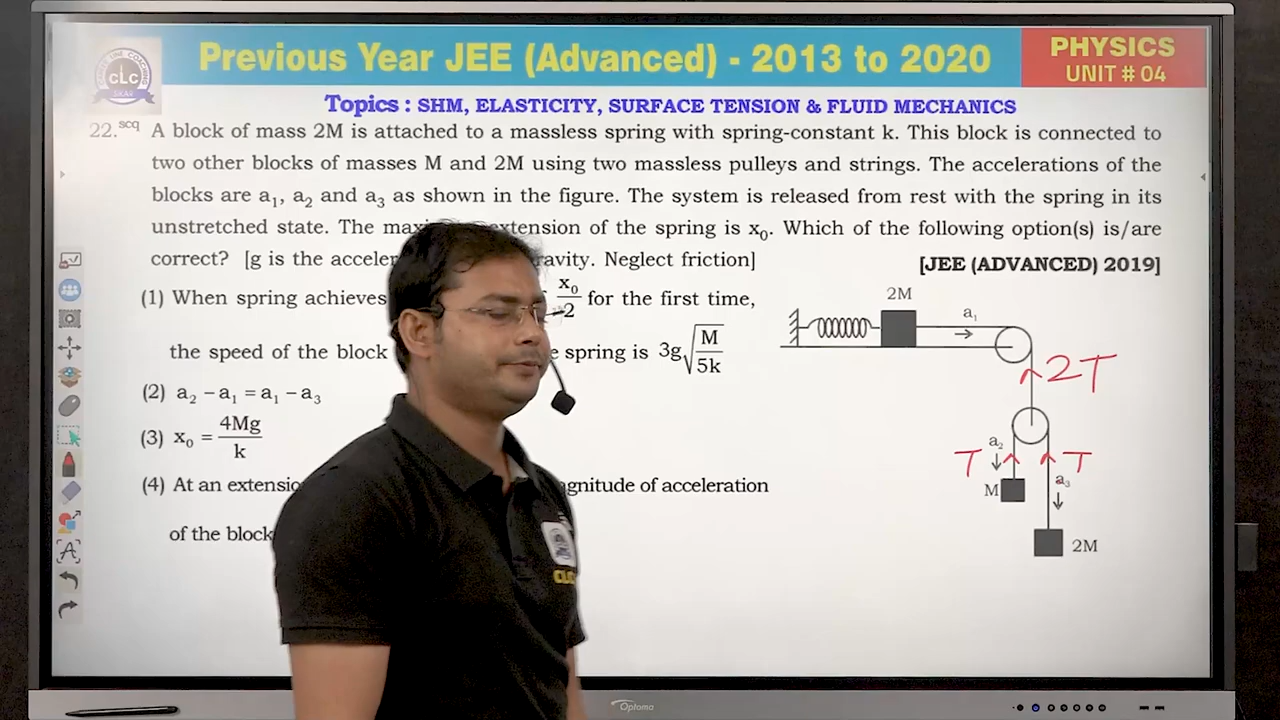 Previous Year JEE (Advanced) - 2013 to 2020
PHYSICS
UNIT # 04
CLC
SIKAR
Topics : SHM, ELASTICITY, SURFACE TENSION & FLUID MECHANICS
22.scq A block of mass 2M is attached to a massless spring with spring-constant k. This block is connected to
two other blocks of masses M and 2M using two massless pulleys and strings. The accelerations of the
blocks are a₁, a₂ and a₃ as shown in the figure. The system is released from rest with the spring in its
unstretched state. The max extension of the spring is x₀. Which of the following option(s) is/are
correct? [g is the acceler ravity. Neglect friction] [JEE (ADVANCED) 2019]
(1) When spring achieves x₀/2 for the first time,
the speed of the block spring is 3g√(M/5k)
(2) a₂ – a₁ = a₁ – a₃
(3) x₀ = 4Mg/k
(4) At an extensio gnitude of acceleration
of the block
2M
a₁
2T
a₂
T
T
a₃
M
2M
CLC
Optoma